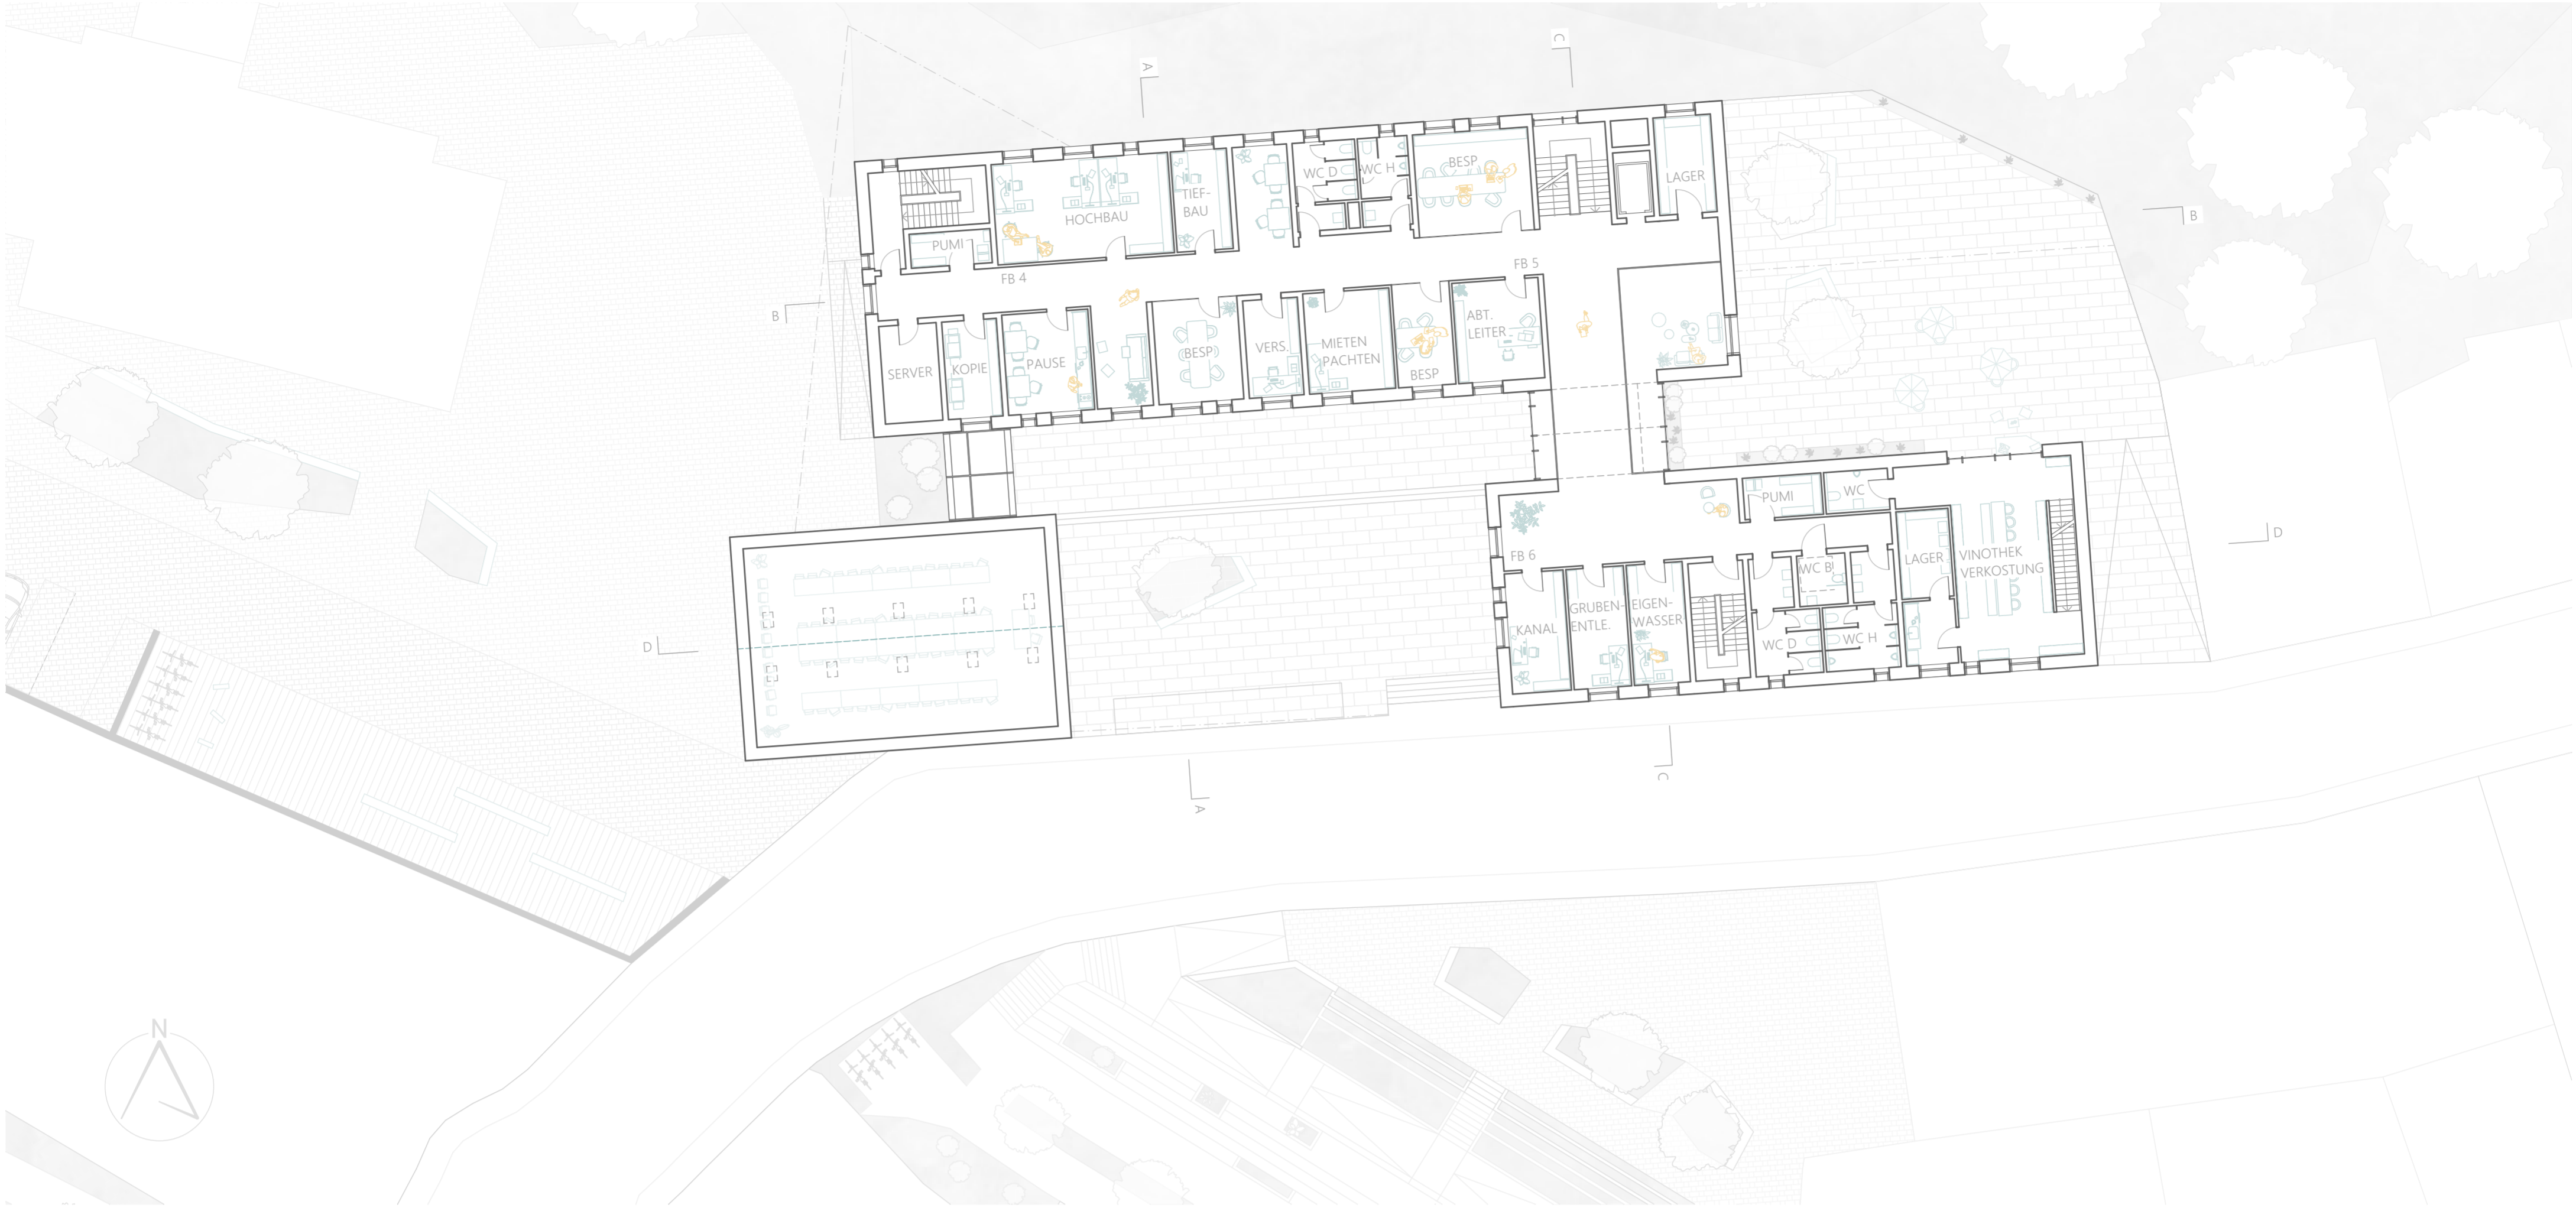 A
C
WC D
WC H
BESP
LAGER
TIEF-
BAU
HOCHBAU
PUMI
B
FB 4
FB 5
B
SERVER
KOPIE
PAUSE
BESP
VERS.
MIETEN
PACHTEN
BESP
ABT.
LEITER
PUMI
WC
D
FB 6
LAGER
VINOTHEK
VERKOSTUNG
WC B
KANAL
GRUBEN-
ENTLE.
EIGEN-
WASSER
WC D
WC H
D
C
A
N